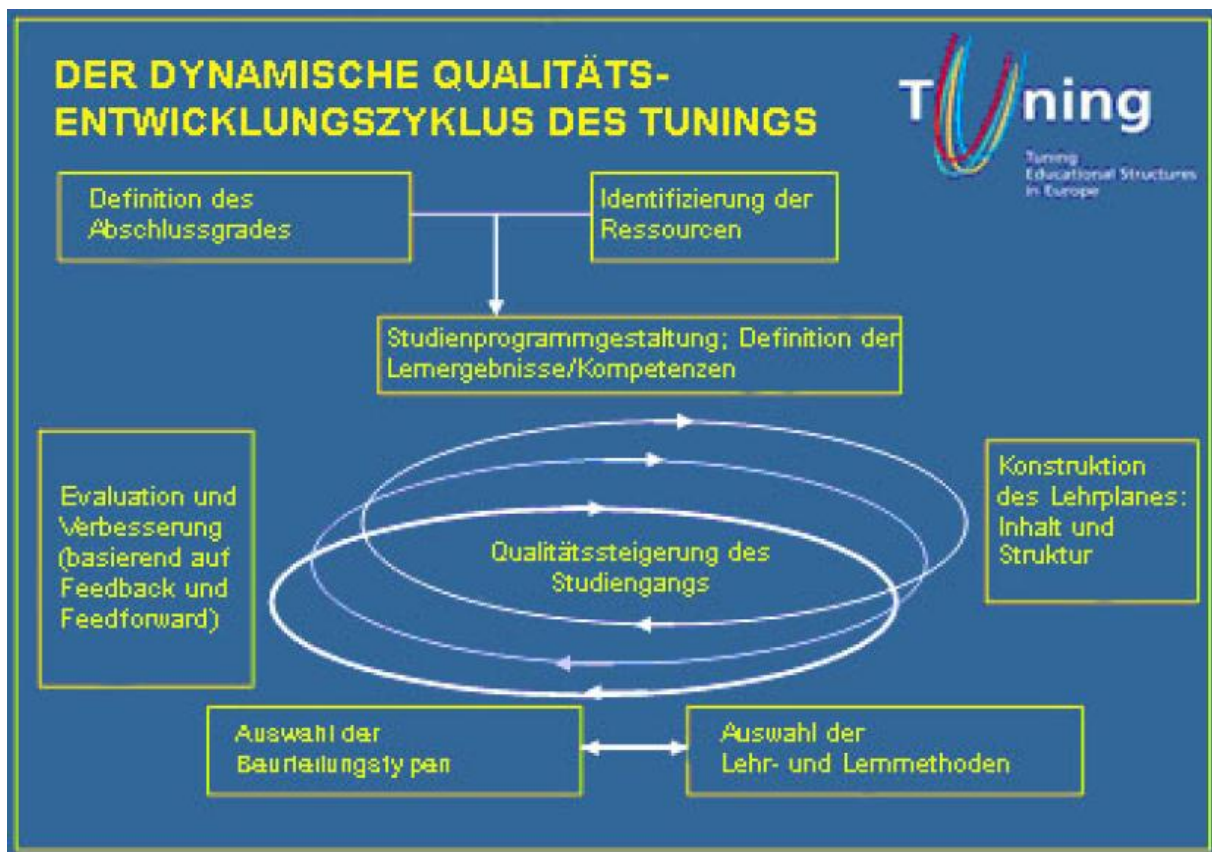 DER DYNAMISCHE QUALITÄTS-
ENTWICKLUNGSZYKLUS DES TUNINGS
Tuning
Tuning
Educational Structures
in Europe
Definition des
Abschlussgrades
Identifizierung der
Ressourcen
Studienprogrammgestaltung; Definition der
Lernergebnisse/Kompetenzen
Evaluation und
Verbesserung
(basierend auf
Feedback und
Feedforward)
Qualitätssteigerung des
Studiengangs
Konstruktion
des Lehrplanes:
Inhalt und
Struktur
Auswahl der
Beurteilungstypen
Auswahl der
Lehr- und Lernmethoden